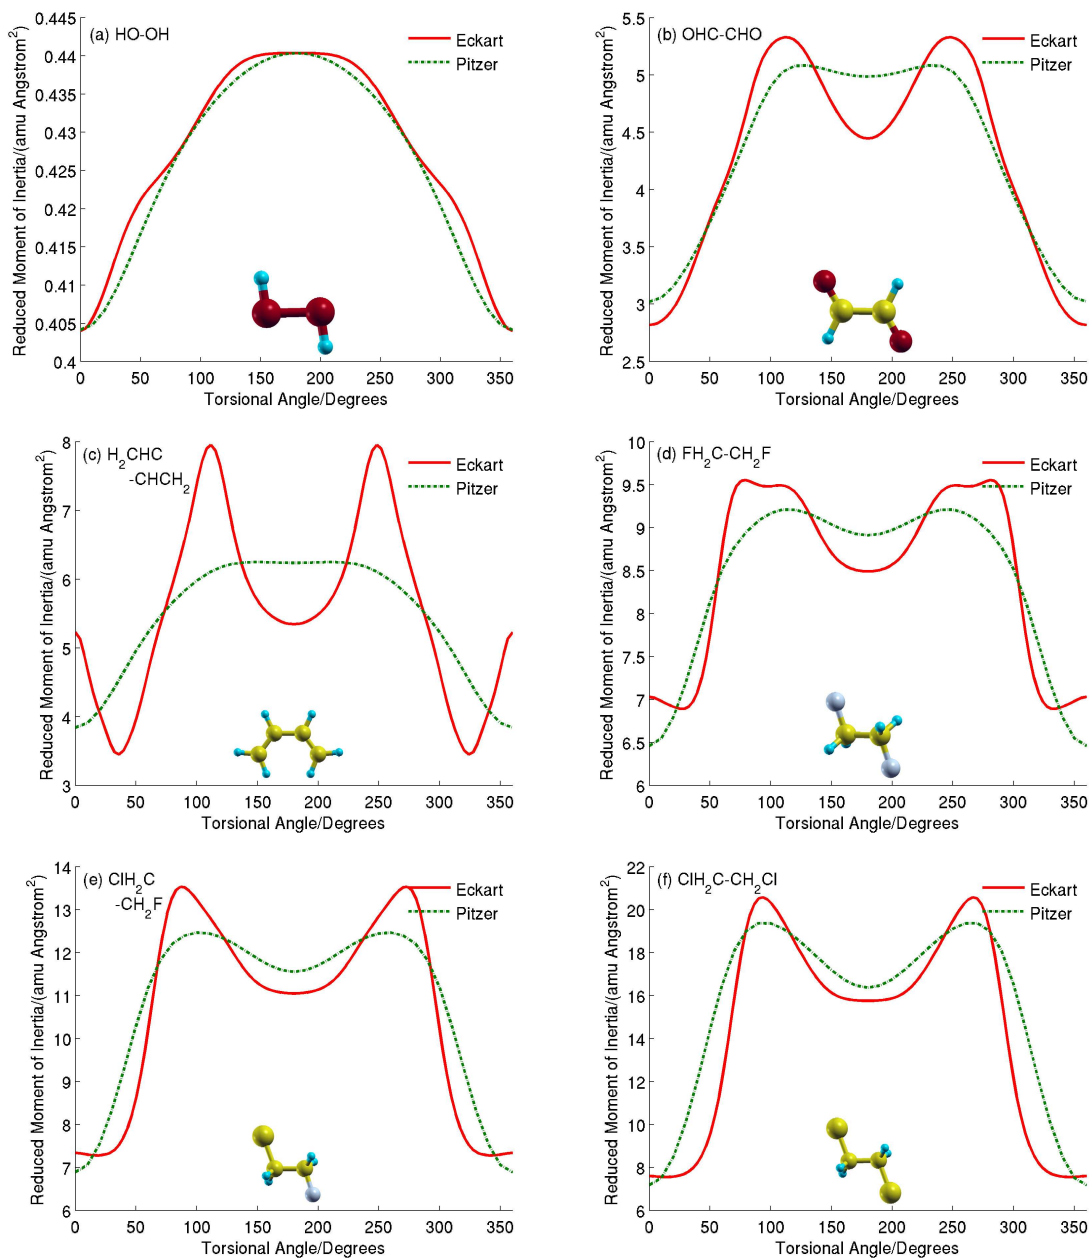 (a) HO-OH
Eckart
Pitzer
Reduced Moment of Inertia/(amu Angstrom²)
0.445
0.44
0.435
0.43
0.425
0.42
0.415
0.41
0.405
0.4
0 50 100 150 200 250 300 350
Torsional Angle/Degrees
(b) OHC-CHO
Eckart
Pitzer
Reduced Moment of Inertia/(amu Angstrom²)
5.5
5
4.5
4
3.5
3
2.5
0 50 100 150 200 250 300 350
Torsional Angle/Degrees
(c) H₂CHC
-CHCH₂
Eckart
Pitzer
Reduced Moment of Inertia/(amu Angstrom²)
8
7
6
5
4
3
0 50 100 150 200 250 300 350
Torsional Angle/Degrees
(d) FH₂C-CH₂F
Eckart
Pitzer
Reduced Moment of Inertia/(amu Angstrom²)
10
9.5
9
8.5
8
7.5
7
6.5
6
0 50 100 150 200 250 300 350
Torsional Angle/Degrees
(e) ClH₂C
-CH₂F
Eckart
Pitzer
Reduced Moment of Inertia/(amu Angstrom²)
14
13
12
11
10
9
8
7
6
0 50 100 150 200 250 300 350
Torsional Angle/Degrees
(f) ClH₂C-CH₂Cl
Eckart
Pitzer
Reduced Moment of Inertia/(amu Angstrom²)
22
20
18
16
14
12
10
8
6
0 50 100 150 200 250 300 350
Torsional Angle/Degrees